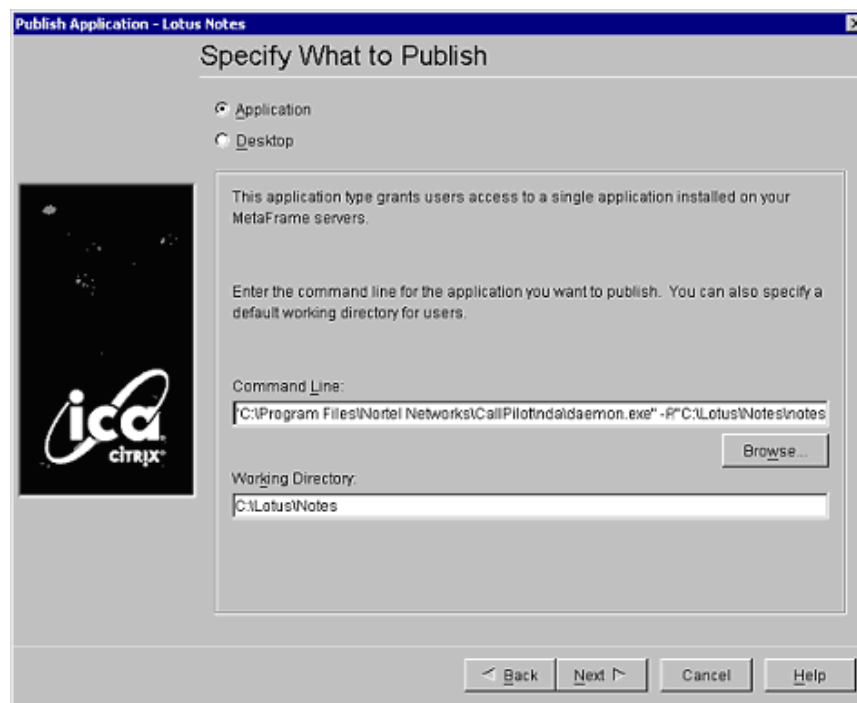 Publish Application - Lotus Notes
Specify What to Publish
Application
Desktop
This application type grants users access to a single application installed on your
MetaFrame servers.
Enter the command line for the application you want to publish. You can also specify a
default working directory for users.
Command Line:
"C:\Program Files\Nortel Networks\CallPilot\nda\daemon.exe" -R"C:\Lotus\Notes\notes
Browse...
Working Directory:
C:\Lotus\Notes
ica
CITRIX
< Back
Next >
Cancel
Help